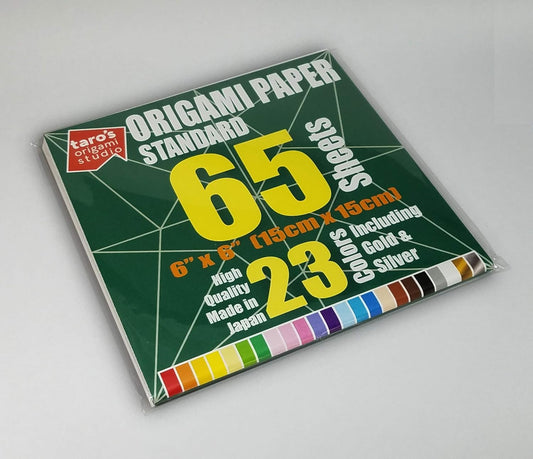 taro's
origami
studio
ORIGAMI PAPER
STANDARD
65
Sheets
6" x 6" (15cm x 15cm)
High
Quality
Made in
Japan
23
Colors
Including
Gold &
Silver